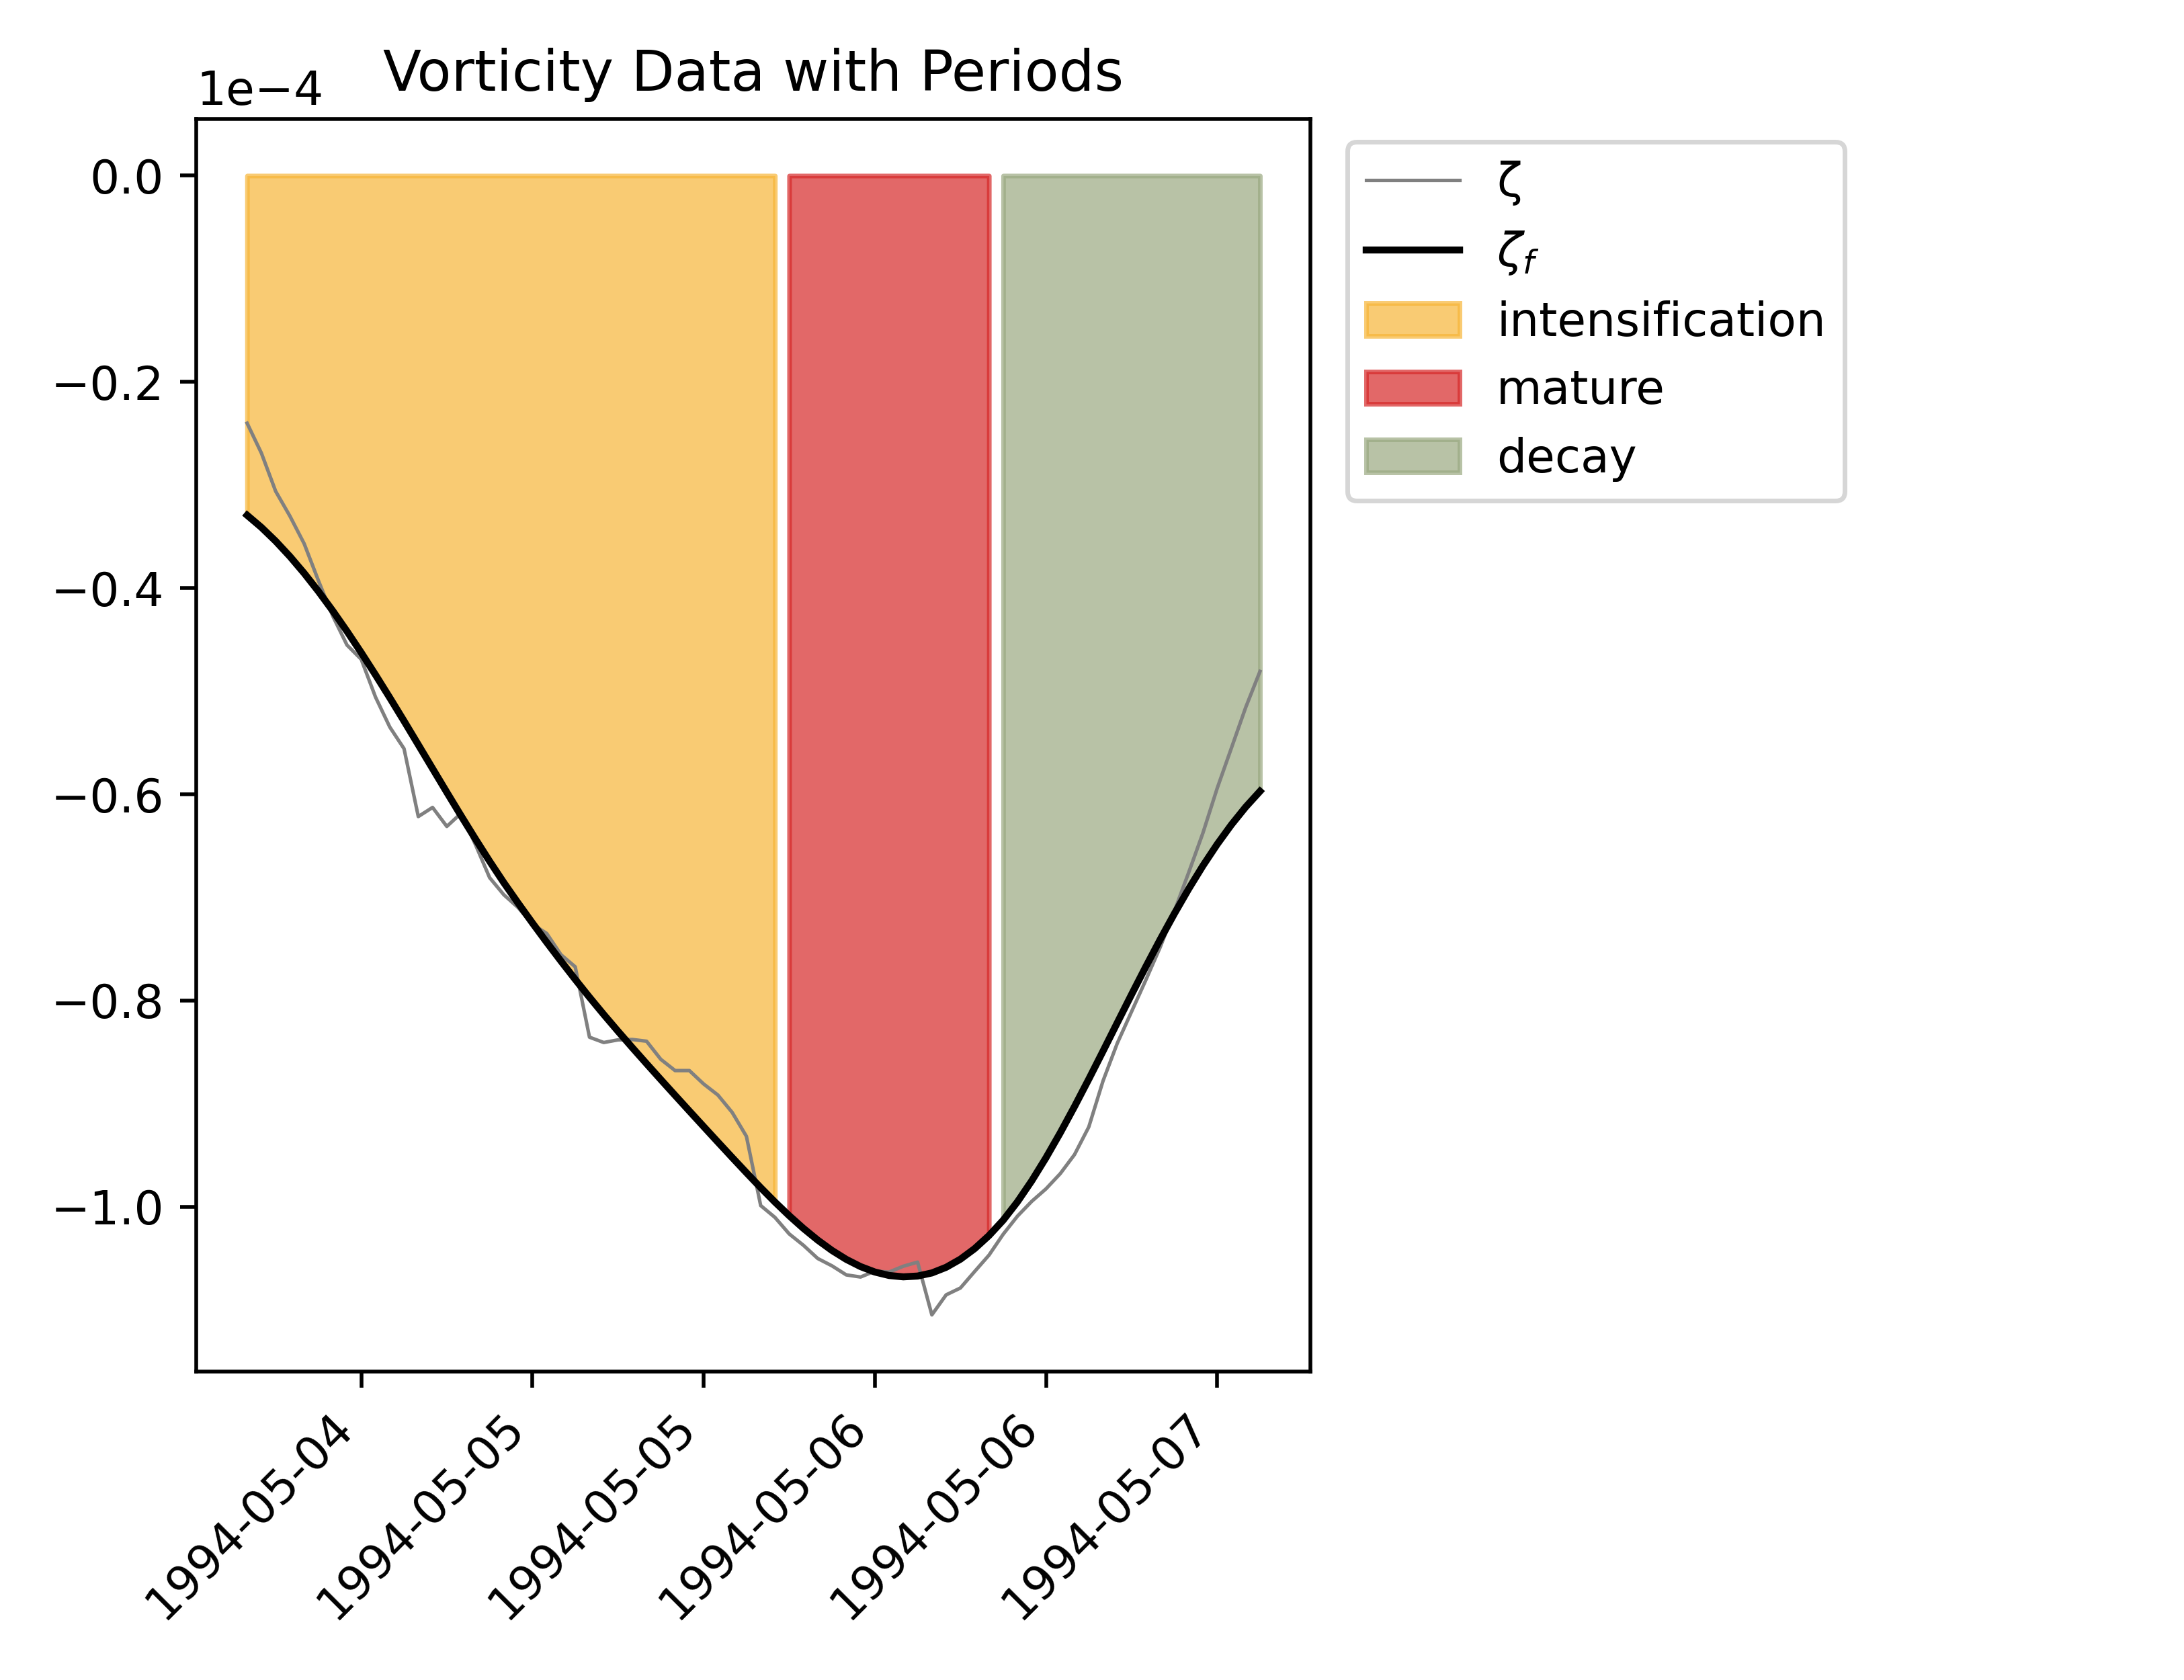 Vorticity Data with Periods
1e−4
0.0
−0.2
−0.4
−0.6
−0.8
−1.0
1994-05-04
1994-05-05
1994-05-05
1994-05-06
1994-05-06
1994-05-07
ζ
ζf
intensification
mature
decay